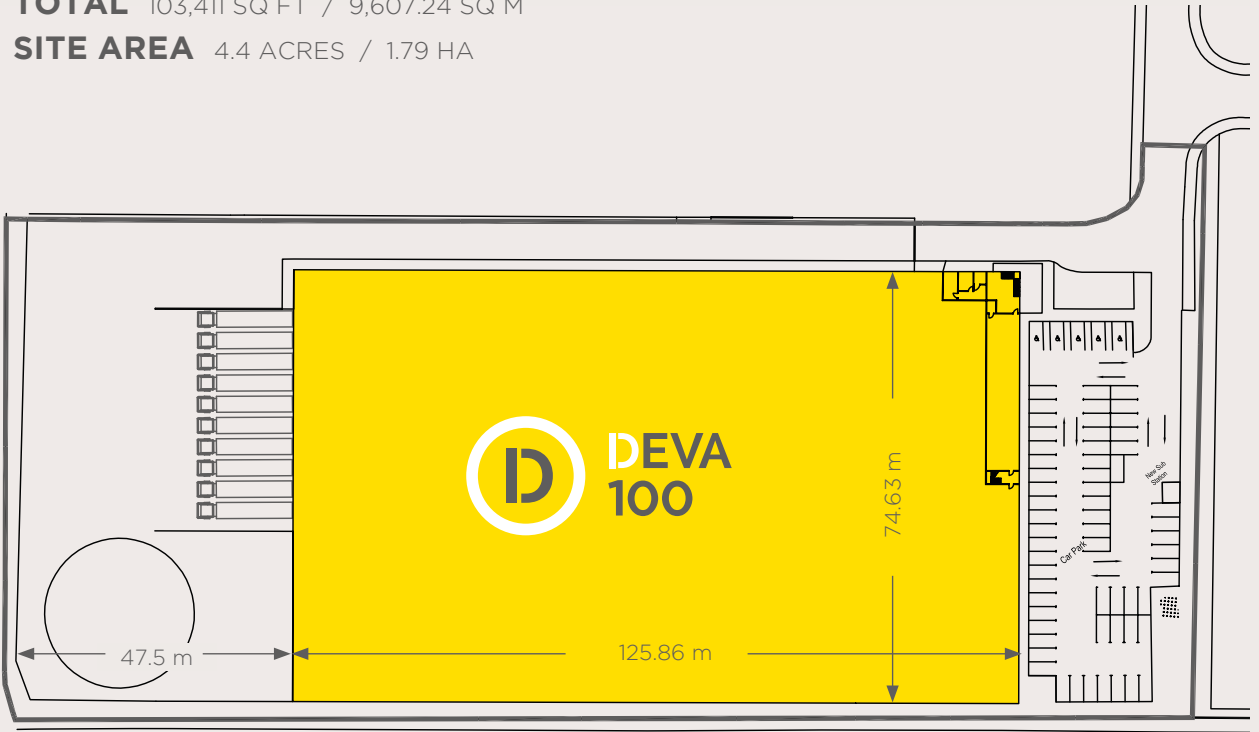 TOTAL 103,411 SQ FT / 9,607.24 SQ M
SITE AREA 4.4 ACRES / 1.79 HA
D
DEVA
100
74.63 m
New Sub
Station
Car Park
47.5 m
125.86 m